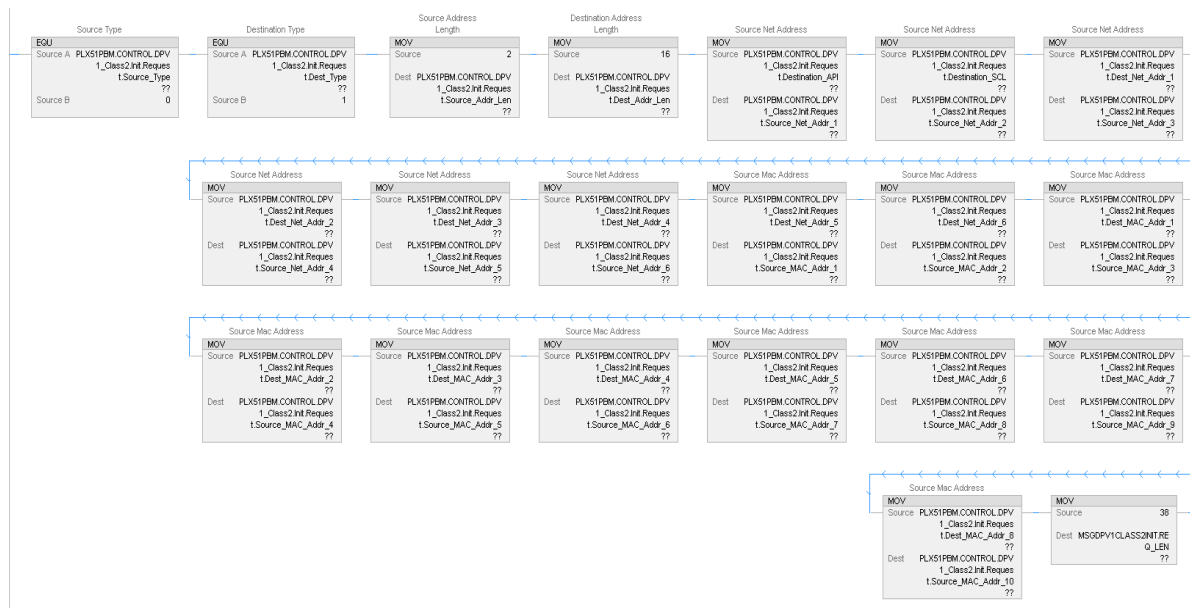 Source Type
EQU
Source A PLX51PBM.CONTROL.DPV
1_Class2.Init.Reques
t.Source_Type
??
Source B 0
Destination Type
EQU
Source A PLX51PBM.CONTROL.DPV
1_Class2.Init.Reques
t.Dest_Type
??
Source B 1
Source Address
Length
MOV
Source 2
Dest PLX51PBM.CONTROL.DPV
1_Class2.Init.Reques
t.Source_Addr_Len
??
Destination Address
Length
MOV
Source 16
Dest PLX51PBM.CONTROL.DPV
1_Class2.Init.Reques
t.Dest_Addr_Len
??
Source Net Address
MOV
Source PLX51PBM.CONTROL.DPV
1_Class2.Init.Reques
t.Destination_API
??
Dest PLX51PBM.CONTROL.DPV
1_Class2.Init.Reques
t.Source_Net_Addr_1
??
Source Net Address
MOV
Source PLX51PBM.CONTROL.DPV
1_Class2.Init.Reques
t.Destination_SCL
??
Dest PLX51PBM.CONTROL.DPV
1_Class2.Init.Reques
t.Source_Net_Addr_2
??
Source Net Address
MOV
Source PLX51PBM.CONTROL.DPV
1_Class2.Init.Reques
t.Dest_Net_Addr_1
??
Dest PLX51PBM.CONTROL.DPV
1_Class2.Init.Reques
t.Source_Net_Addr_3
??
Source Net Address
MOV
Source PLX51PBM.CONTROL.DPV
1_Class2.Init.Reques
t.Dest_Net_Addr_2
??
Dest PLX51PBM.CONTROL.DPV
1_Class2.Init.Reques
t.Source_Net_Addr_4
??
Source Net Address
MOV
Source PLX51PBM.CONTROL.DPV
1_Class2.Init.Reques
t.Dest_Net_Addr_3
??
Dest PLX51PBM.CONTROL.DPV
1_Class2.Init.Reques
t.Source_Net_Addr_5
??
Source Net Address
MOV
Source PLX51PBM.CONTROL.DPV
1_Class2.Init.Reques
t.Dest_Net_Addr_4
??
Dest PLX51PBM.CONTROL.DPV
1_Class2.Init.Reques
t.Source_Net_Addr_6
??
Source Mac Address
MOV
Source PLX51PBM.CONTROL.DPV
1_Class2.Init.Reques
t.Dest_Net_Addr_5
??
Dest PLX51PBM.CONTROL.DPV
1_Class2.Init.Reques
t.Source_MAC_Addr_1
??
Source Mac Address
MOV
Source PLX51PBM.CONTROL.DPV
1_Class2.Init.Reques
t.Dest_Net_Addr_6
??
Dest PLX51PBM.CONTROL.DPV
1_Class2.Init.Reques
t.Source_MAC_Addr_2
??
Source Mac Address
MOV
Source PLX51PBM.CONTROL.DPV
1_Class2.Init.Reques
t.Dest_MAC_Addr_1
??
Dest PLX51PBM.CONTROL.DPV
1_Class2.Init.Reques
t.Source_MAC_Addr_3
??
Source Mac Address
MOV
Source PLX51PBM.CONTROL.DPV
1_Class2.Init.Reques
t.Dest_MAC_Addr_2
??
Dest PLX51PBM.CONTROL.DPV
1_Class2.Init.Reques
t.Source_MAC_Addr_4
??
Source Mac Address
MOV
Source PLX51PBM.CONTROL.DPV
1_Class2.Init.Reques
t.Dest_MAC_Addr_3
??
Dest PLX51PBM.CONTROL.DPV
1_Class2.Init.Reques
t.Source_MAC_Addr_5
??
Source Mac Address
MOV
Source PLX51PBM.CONTROL.DPV
1_Class2.Init.Reques
t.Dest_MAC_Addr_4
??
Dest PLX51PBM.CONTROL.DPV
1_Class2.Init.Reques
t.Source_MAC_Addr_6
??
Source Mac Address
MOV
Source PLX51PBM.CONTROL.DPV
1_Class2.Init.Reques
t.Dest_MAC_Addr_5
??
Dest PLX51PBM.CONTROL.DPV
1_Class2.Init.Reques
t.Source_MAC_Addr_7
??
Source Mac Address
MOV
Source PLX51PBM.CONTROL.DPV
1_Class2.Init.Reques
t.Dest_MAC_Addr_6
??
Dest PLX51PBM.CONTROL.DPV
1_Class2.Init.Reques
t.Source_MAC_Addr_8
??
Source Mac Address
MOV
Source PLX51PBM.CONTROL.DPV
1_Class2.Init.Reques
t.Dest_MAC_Addr_7
??
Dest PLX51PBM.CONTROL.DPV
1_Class2.Init.Reques
t.Source_MAC_Addr_9
??
Source Mac Address
MOV
Source PLX51PBM.CONTROL.DPV
1_Class2.Init.Reques
t.Dest_MAC_Addr_8
??
Dest PLX51PBM.CONTROL.DPV
1_Class2.Init.Reques
t.Source_MAC_Addr_10
??
MOV
Source 38
Dest MSGDPV1CLASS2INIT.RE
Q_LEN
??